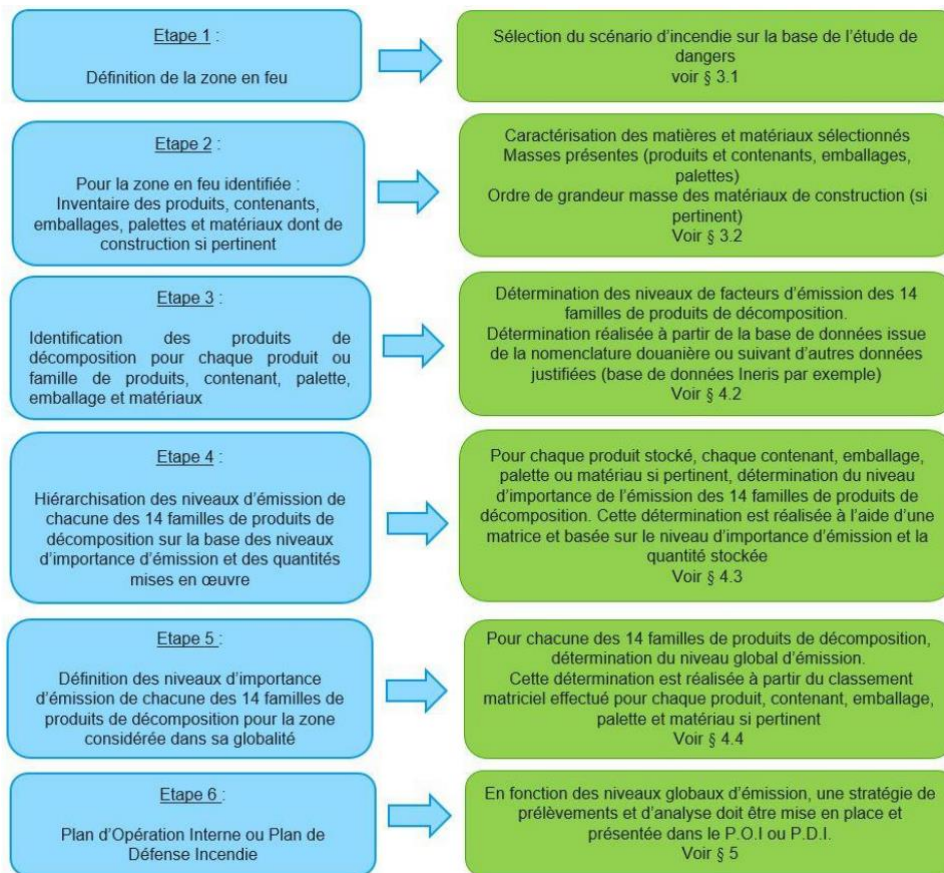 Etape 1 :
Définition de la zone en feu
Sélection du scénario d'incendie sur la base de l'étude de
dangers
voir § 3.1
Etape 2 :
Pour la zone en feu identifiée :
Inventaire des produits, contenants,
emballages, palettes et matériaux dont de
construction si pertinent
Caractérisation des matières et matériaux sélectionnés
Masses présentes (produits et contenants, emballages,
palettes)
Ordre de grandeur masse des matériaux de construction (si
pertinent)
Voir § 3.2
Etape 3 :
Identification des produits de
décomposition pour chaque produit ou
famille de produits, contenant, palette,
emballage et matériaux
Détermination des niveaux de facteurs d'émission des 14
familles de produits de décomposition.
Détermination réalisée à partir de la base de données issue
de la nomenclature douanière ou suivant d'autres données
justifiées (base de données Ineris par exemple)
Voir § 4.2
Etape 4 :
Hiérarchisation des niveaux d'émission de
chacune des 14 familles de produits de
décomposition sur la base des niveaux
d'importance d'émission et des quantités
mises en œuvre
Pour chaque produit stocké, chaque contenant, emballage,
palette ou matériau si pertinent, détermination du niveau
d'importance de l'émission des 14 familles de produits de
décomposition. Cette détermination est réalisée à l'aide d'une
matrice et basée sur le niveau d'importance d'émission et la
quantité stockée
Voir § 4.3
Etape 5 :
Définition des niveaux d'importance
d'émission de chacune des 14 familles de
produits de décomposition pour la zone
considérée dans sa globalité
Pour chacune des 14 familles de produits de décomposition,
détermination du niveau global d'émission.
Cette détermination est réalisée à partir du classement
matriciel effectué pour chaque produit, contenant, emballage,
palette et matériau si pertinent
Voir § 4.4
Etape 6 :
Plan d'Opération Interne ou Plan de
Défense Incendie
En fonction des niveaux globaux d'émission, une stratégie de
prélèvements et d'analyse doit être mise en place et
présentée dans le P.O.I ou P.D.I.
Voir § 5